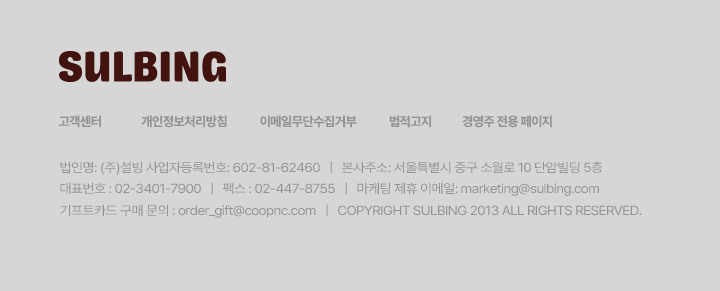 SULBING
고객센터 개인정보처리방침 이메일무단수집거부 법적고지 경영주 전용 페이지
법인명: (주)설빙 사업자등록번호: 602-81-62460 | 본사주소: 서울특별시 중구 소월로 10 단암빌딩 5층
대표번호 : 02-3401-7900 | 팩스 : 02-447-8755 | 마케팅 제휴 이메일: marketing@sulbing.com
기프트카드 구매 문의 : order_gift@coopnc.com | COPYRIGHT SULBING 2013 ALL RIGHTS RESERVED.